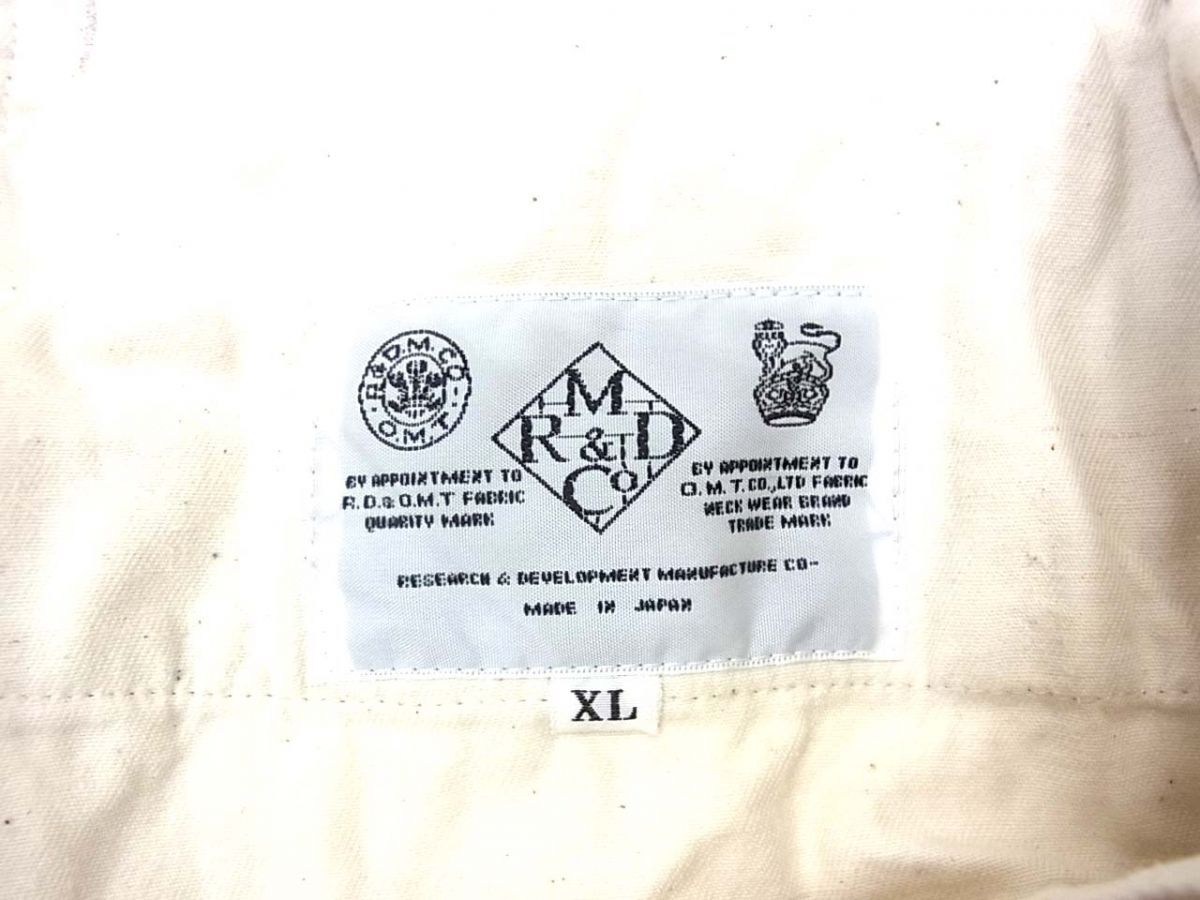 R.&D.M.CO-
O.M.T.
M
R & D
Co
BY APPOINTMENT TO
R.D.& O.M.T FABRIC
QUARITY MARK
BY APPOINTMENT TO
O.M.T.CO.,LTD FABRIC
NECK WEAR BRAND
TRADE MARK
RESEARCH & DEVELOPMENT MANUFACTURE CO-
MADE IN JAPAN
XL